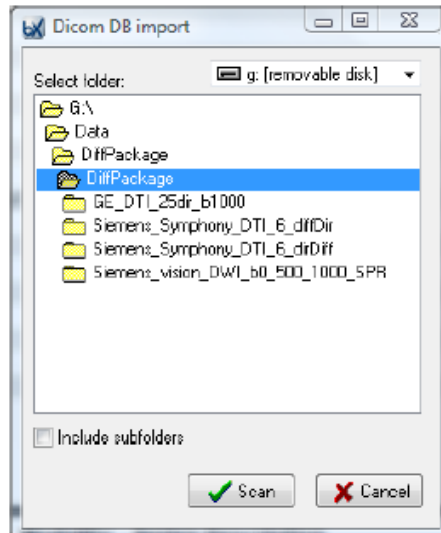 Dicom DB import
Select folder:
g: [removable disk]
G:\
Data
DiffPackage
DiffPackage
GE_DTI_25dir_b1000
Siemens_Symphony_DTI_6_diffDir
Siemens_Symphony_DTI_6_dirDiff
Siemens_vision_DWI_b0_500_1000_SPR
Include subfolders
Scan
Cancel